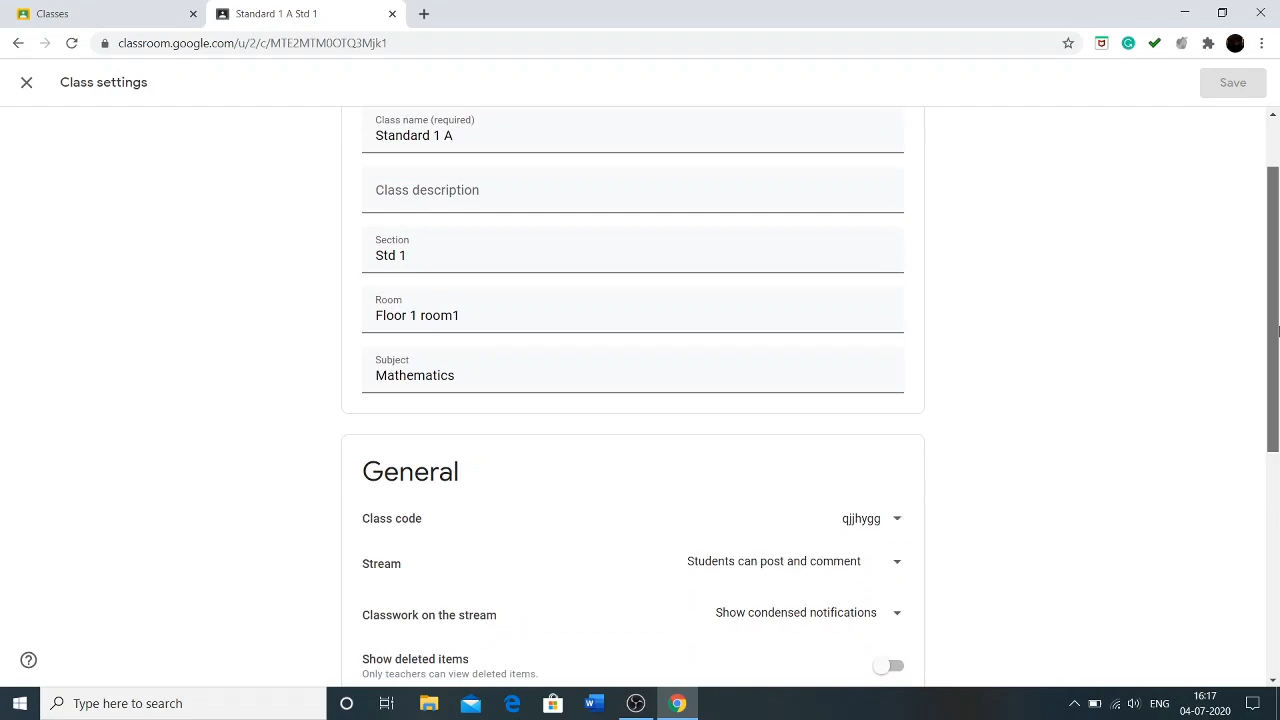 Classes
Standard 1 A Std 1
classroom.google.com/u/2/c/MTE2MTM0OTQ3Mjk1
Class settings
Save
Class name (required)
Standard 1 A
Class description
Section
Std 1
Room
Floor 1 room1
Subject
Mathematics
General
Class code
qjjhygg
Stream
Students can post and comment
Classwork on the stream
Show condensed notifications
Show deleted items
Only teachers can view deleted items.
Type here to search
ENG
16:17
04-07-2020